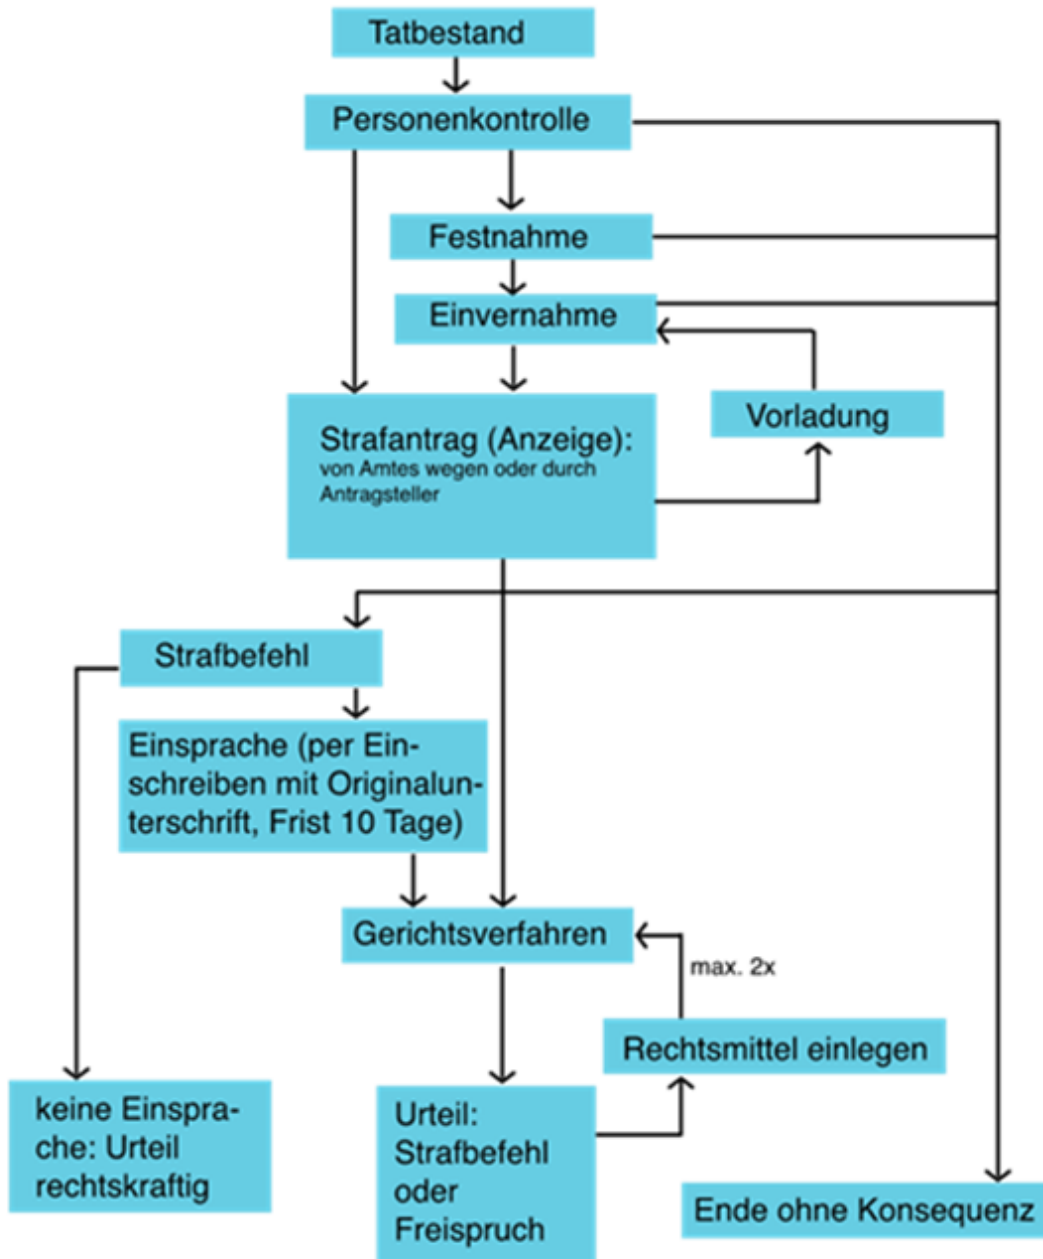 Tatbestand
Personenkontrolle
Festnahme
Einvernahme
Vorladung
Strafantrag (Anzeige):
von Amtes wegen oder durch
Antragsteller
Strafbefehl
Einsprache (per Ein-
schreiben mit Originalun-
terschrift, Frist 10 Tage)
Gerichtsverfahren
max. 2x
Rechtsmittel einlegen
keine Einspra-
che: Urteil
rechtskraftig
Urteil:
Strafbefehl
oder
Freispruch
Ende ohne Konsequenz